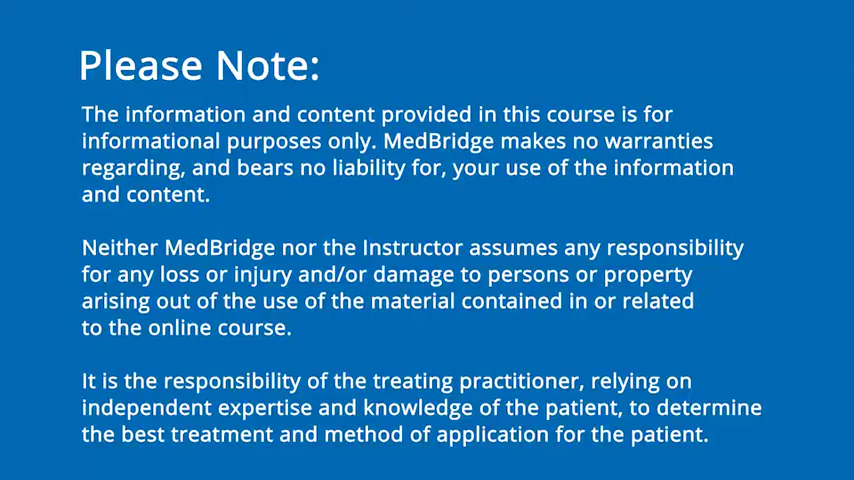 Please Note:
The information and content provided in this course is for
informational purposes only. MedBridge makes no warranties
regarding, and bears no liability for, your use of the information
and content.
Neither MedBridge nor the Instructor assumes any responsibility
for any loss or injury and/or damage to persons or property
arising out of the use of the material contained in or related
to the online course.
It is the responsibility of the treating practitioner, relying on
independent expertise and knowledge of the patient, to determine
the best treatment and method of application for the patient.